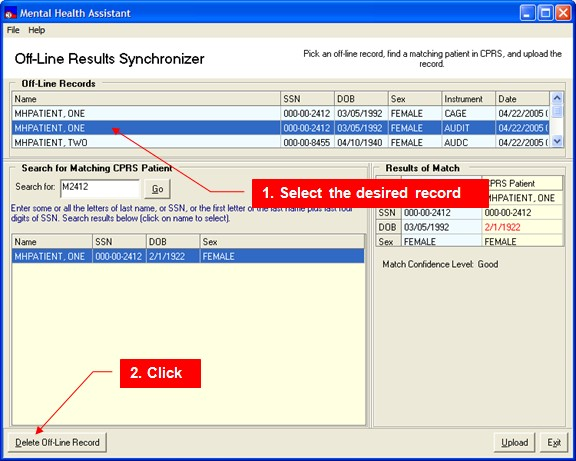 Mental Health Assistant
File Help
Off-Line Results Synchronizer
Pick an off-line record, find a matching patient in CPRS, and upload the
record.
Off-Line Records
Name SSN DOB Sex Instrument Date
MHPATIENT, ONE 000-00-2412 03/05/1992 FEMALE CAGE 04/22/2005 (
MHPATIENT, ONE 000-00-2412 03/05/1992 FEMALE AUDIT 04/22/2005 (
MHPATIENT, TWO 000-00-8455 04/10/1940 FEMALE AUDC 04/22/2005 (
Search for Matching CPRS Patient
Search for: M2412 Go
1. Select the desired record
Enter some or all the letters of last name, or SSN, or the first letter of the last name plus last four
digits of SSN. Search results below (click on name to select).
Name SSN DOB Sex
MHPATIENT, ONE 000-00-2412 2/1/1922 FEMALE
Results of Match
CPRS Patient
MHPATIENT, ONE
SSN 000-00-2412 000-00-2412
DOB 03/05/1992 2/1/1922
Sex FEMALE FEMALE
Match Confidence Level: Good
2. Click
Delete Off-Line Record
Upload Exit